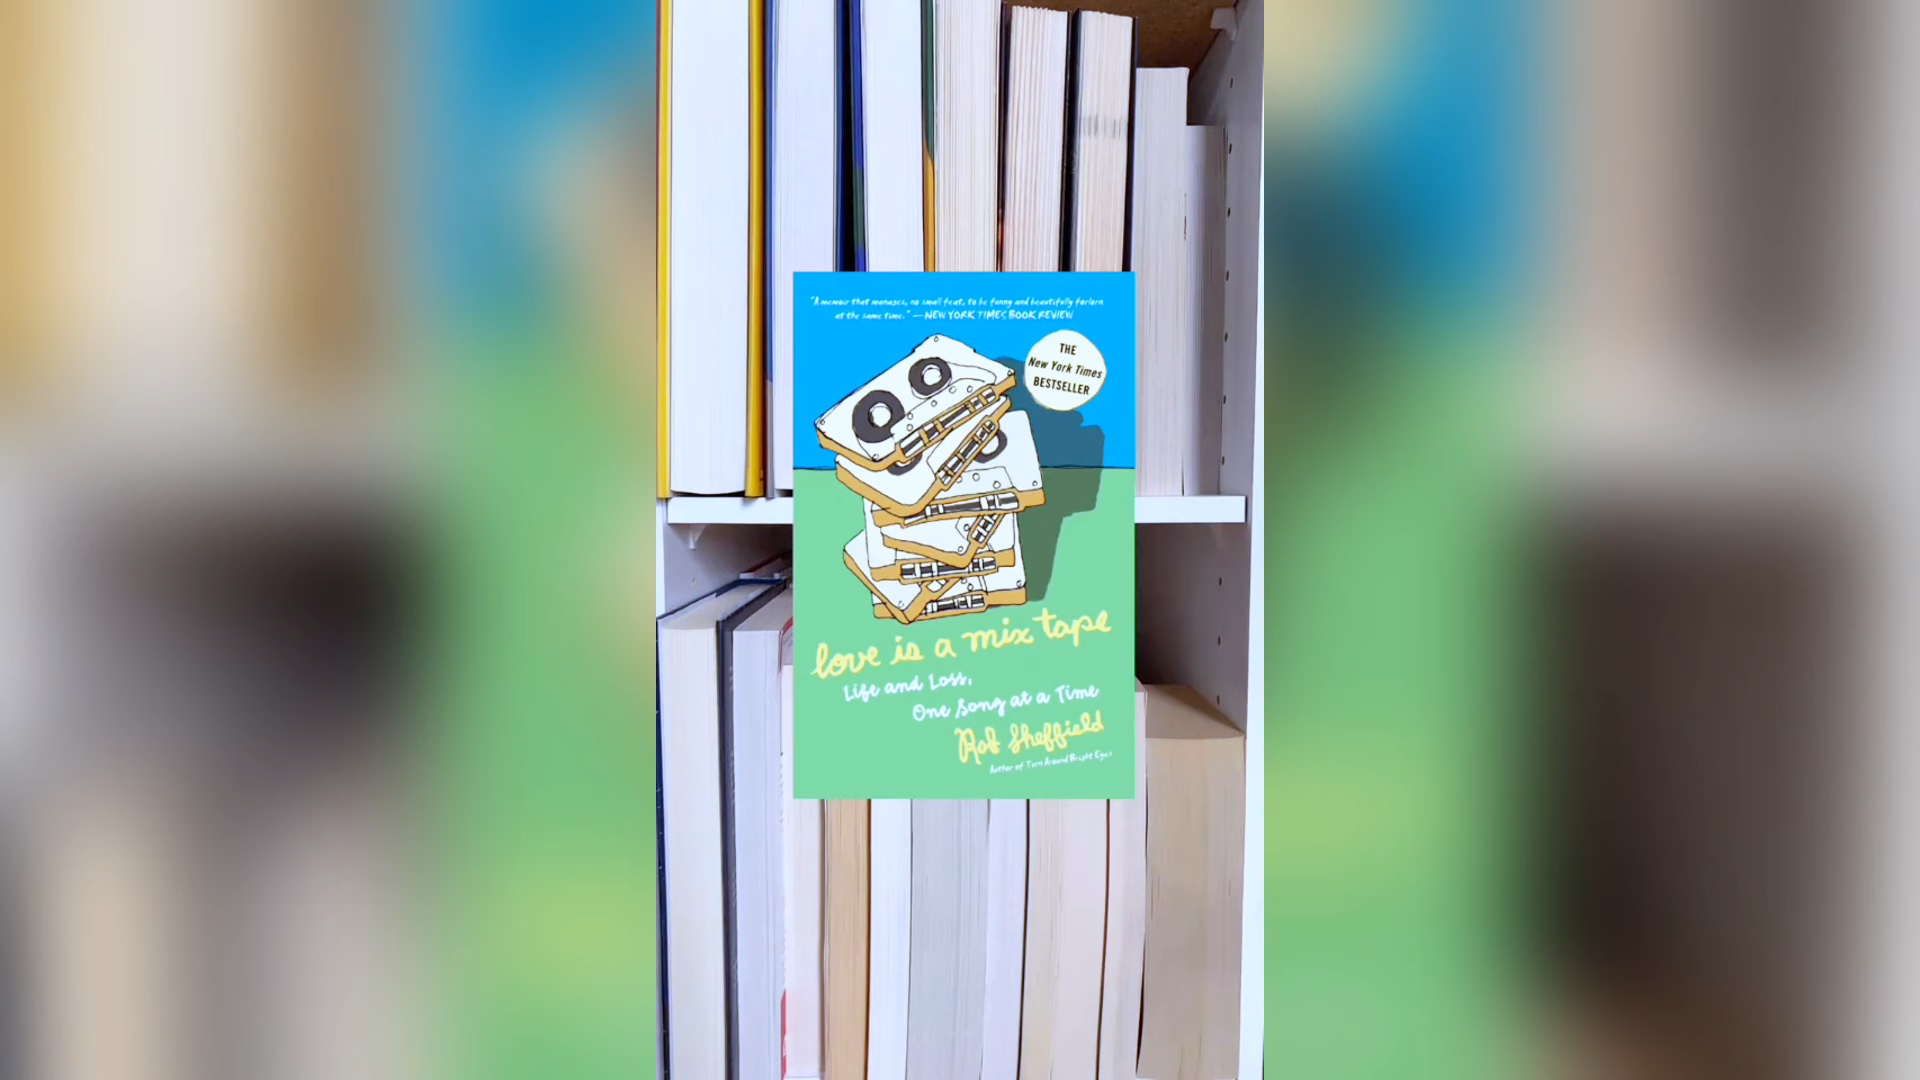 "A memoir that manages, no small feat, to be funny and beautifully forlorn
at the same time." —NEW YORK TIMES BOOK REVIEW
THE
New York Times
BESTSELLER
love is a mix tape
Life and Loss,
One Song at a Time
Rob Sheffield
Author of Turn Around Bright Eyes